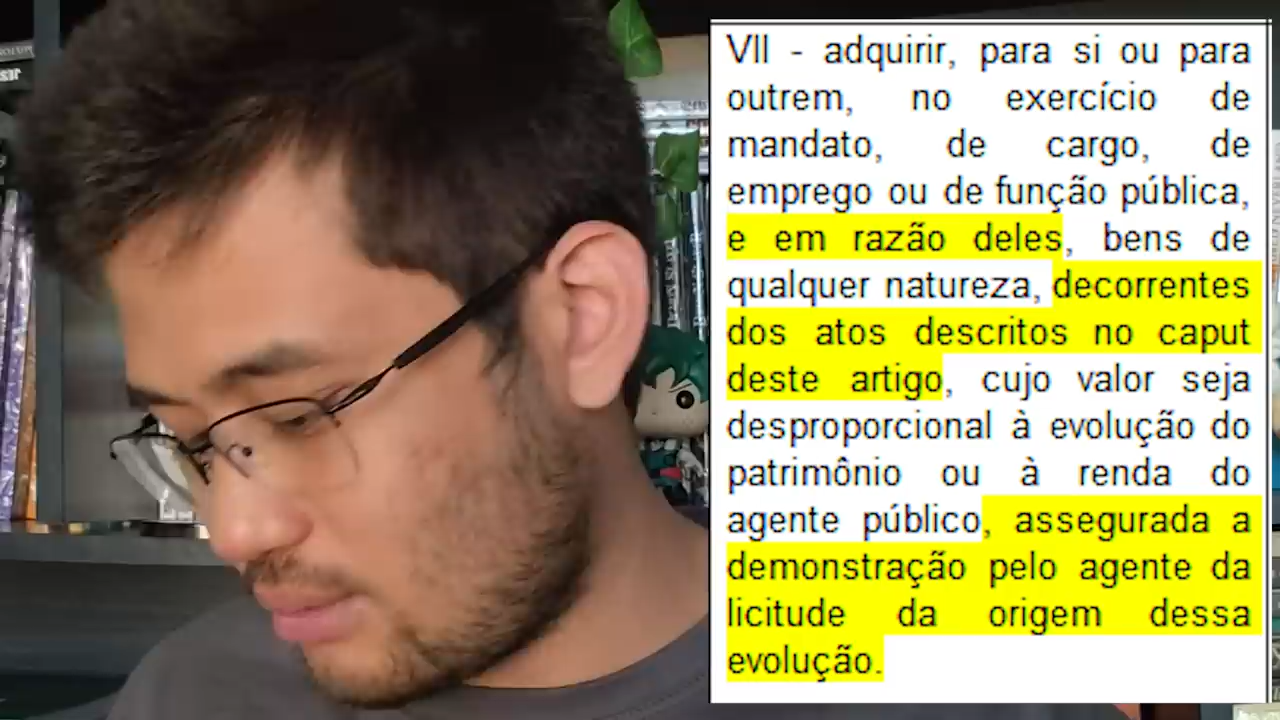 VII - adquirir, para si ou para
outrem, no exercício de
mandato, de cargo, de
emprego ou de função pública,
e em razão deles, bens de
qualquer natureza, decorrentes
dos atos descritos no caput
deste artigo, cujo valor seja
desproporcional à evolução do
patrimônio ou à renda do
agente público, assegurada a
demonstração pelo agente da
licitude da origem dessa
evolução.